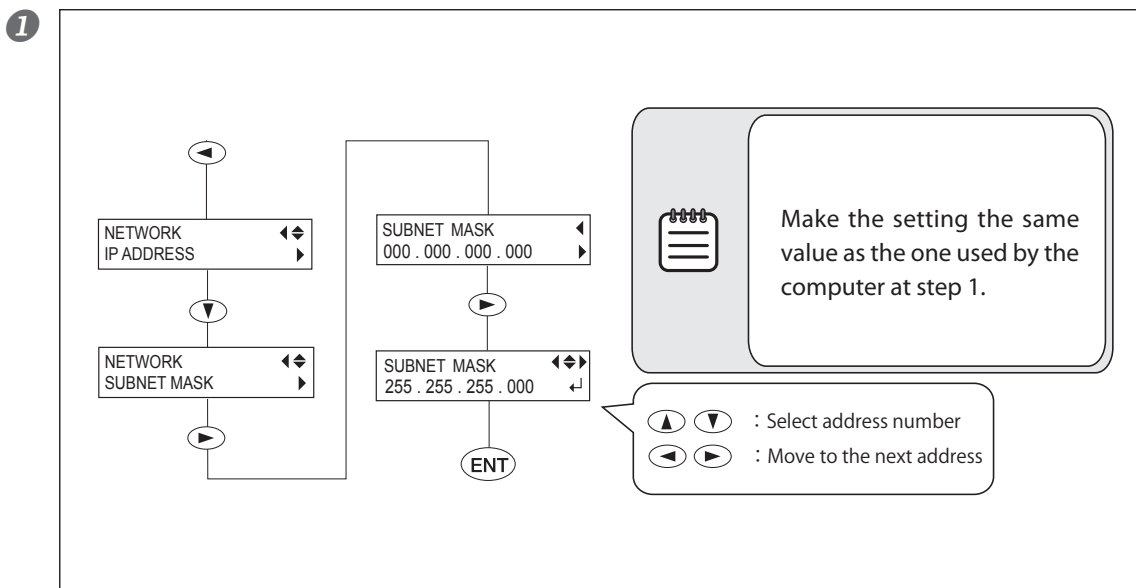 1
NETWORK
IP ADDRESS
NETWORK
SUBNET MASK
SUBNET MASK
000 . 000 . 000 . 000
SUBNET MASK
255 . 255 . 255 . 000
ENT
Make the setting the same
value as the one used by the
computer at step 1.
: Select address number
: Move to the next address